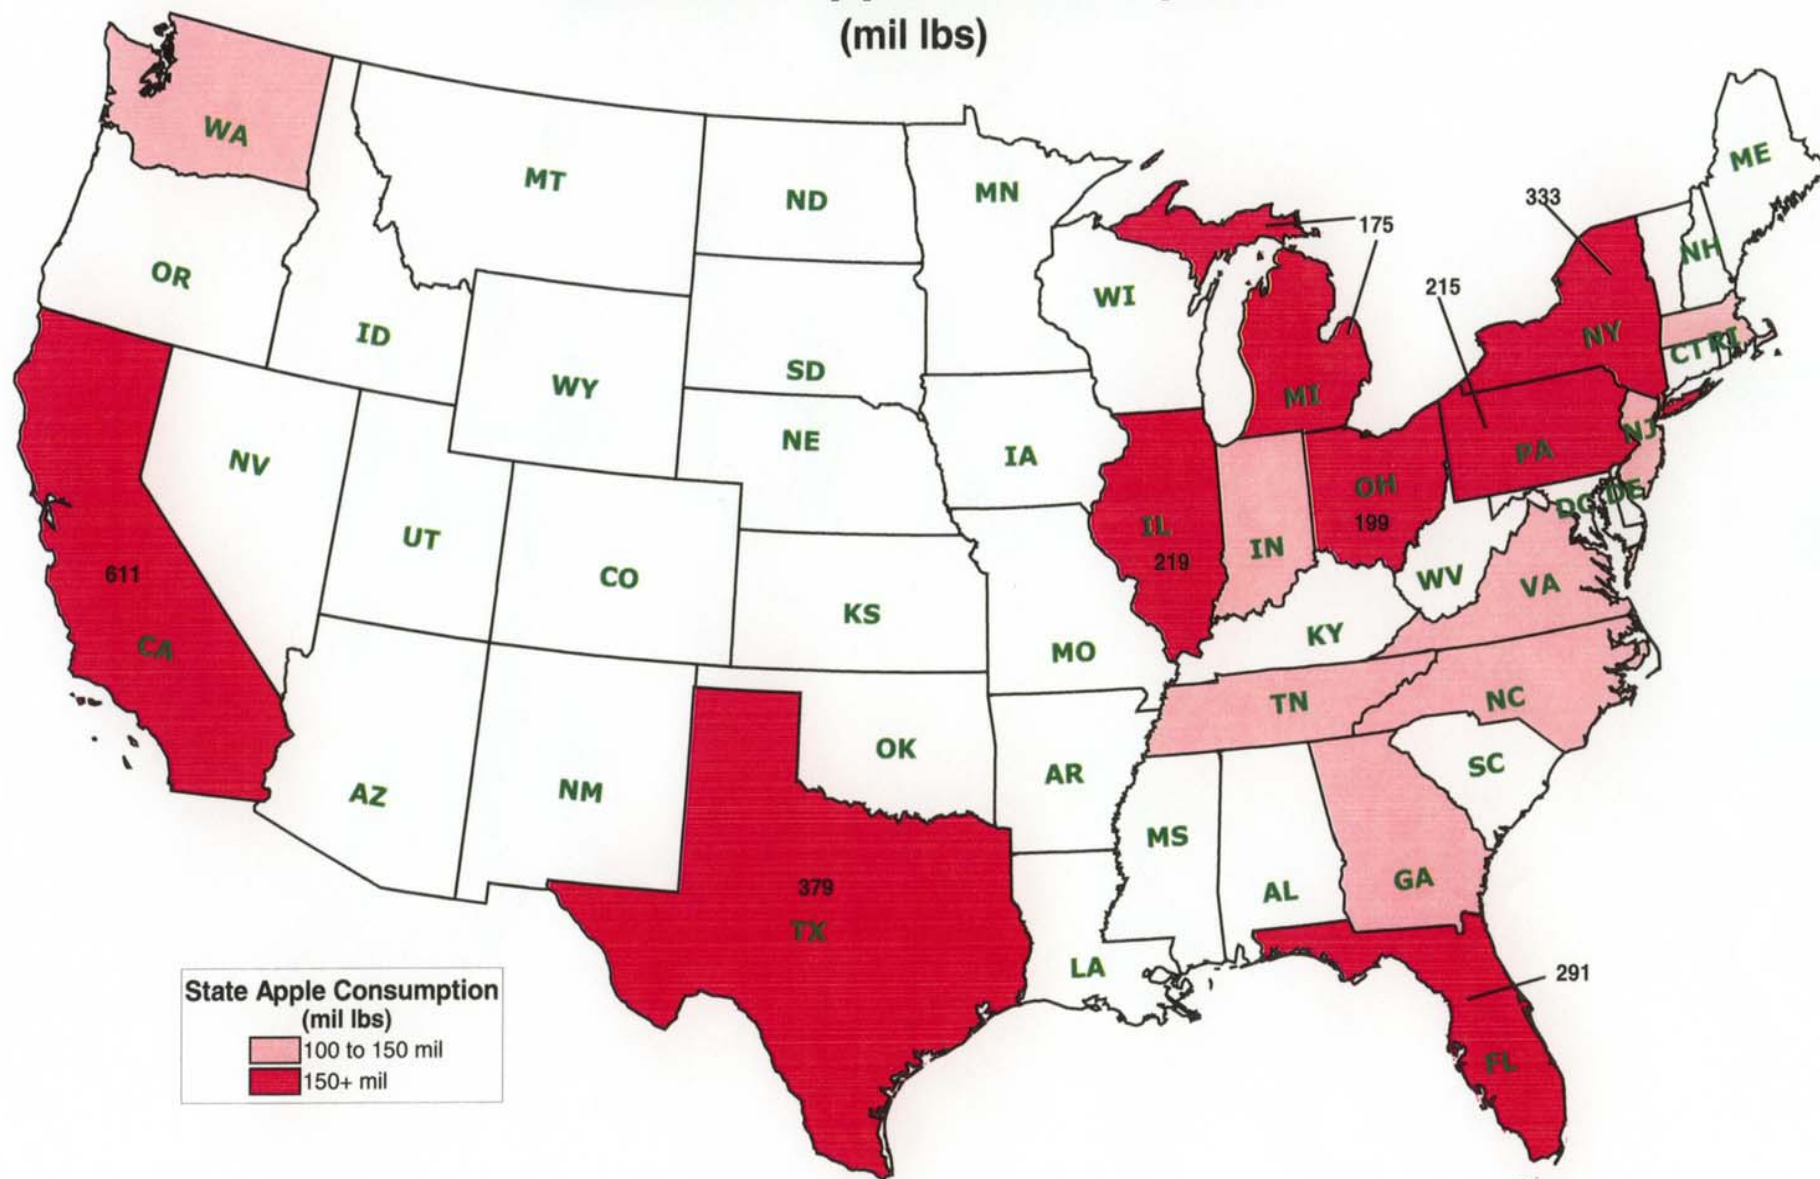 (mil lbs)
WA
MT
ND
MN
ME
OR
ID
WY
SD
WI
175
333
NH
215
NY
CT
RI
MI
NV
UT
CO
NE
IA
IL
219
IN
OH
199
PA
NJ
DC
DE
611
CA
KS
MO
KY
WV
VA
TN
NC
AZ
NM
OK
AR
SC
379
TX
MS
AL
GA
LA
291
FL
State Apple Consumption
(mil lbs)
100 to 150 mil
150+ mil